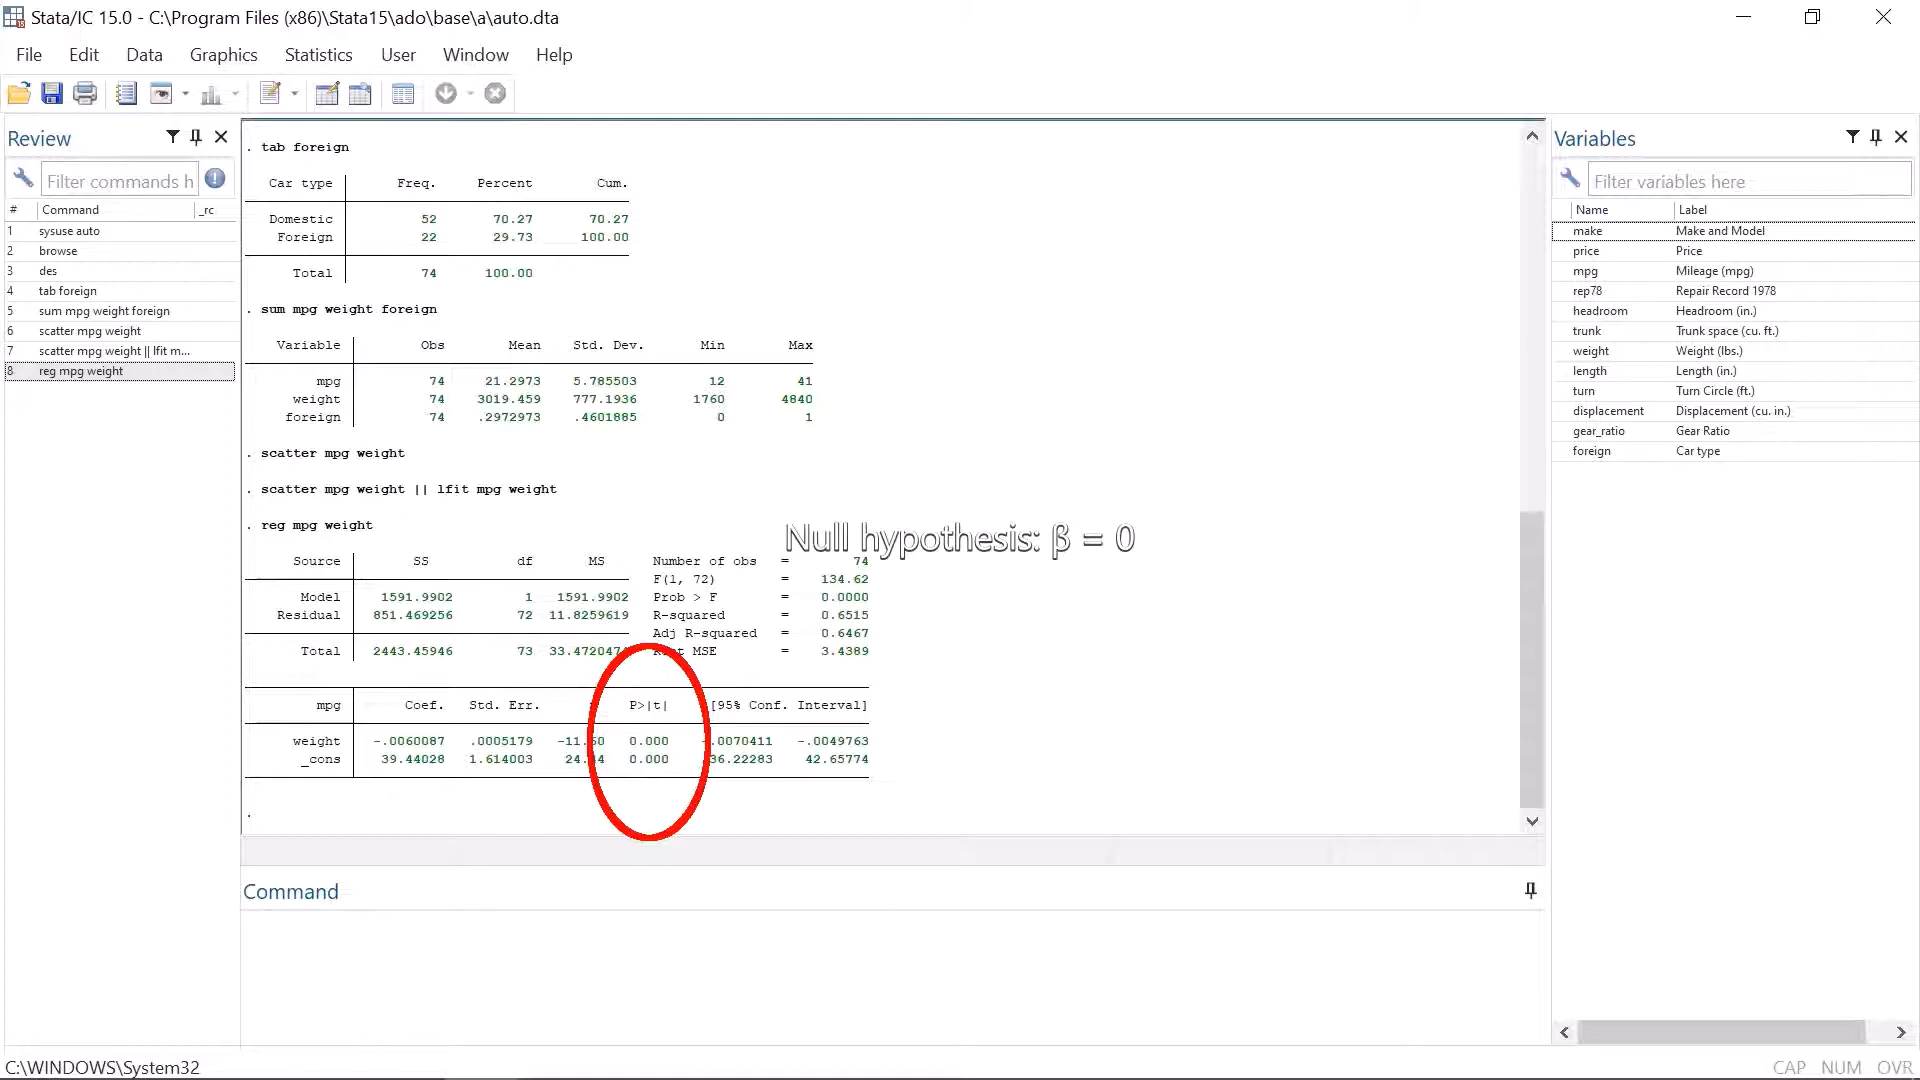 Stata/IC 15.0 - C:\Program Files (x86)\Stata15\ado\base\a\auto.dta
File Edit Data Graphics Statistics User Window Help
Review
Filter commands h
# Command _rc
1 sysuse auto
2 browse
3 des
4 tab foreign
5 sum mpg weight foreign
6 scatter mpg weight
7 scatter mpg weight || lfit m...
8 reg mpg weight
. tab foreign
Car type Freq. Percent Cum.
Domestic 52 70.27 70.27
Foreign 22 29.73 100.00
Total 74 100.00
. sum mpg weight foreign
Variable Obs Mean Std. Dev. Min Max
mpg 74 21.2973 5.785503 12 41
weight 74 3019.459 777.1936 1760 4840
foreign 74 .2972973 .4601885 0 1
. scatter mpg weight
. scatter mpg weight || lfit mpg weight
. reg mpg weight
Null hypothesis: β = 0
Source SS df MS Number of obs = 74
F(1, 72) = 134.62
Model 1591.9902 1 1591.9902 Prob > F = 0.0000
Residual 851.469256 72 11.8259619 R-squared = 0.6515
Adj R-squared = 0.6467
Total 2443.45946 73 MSE = 3.4389
mpg Coef. Std. Err. P>|t| [95% Conf. Interval]
weight -.0060087 .0005179 0.000 -.0049763
_cons 39.44028 1.614003 0.000 36.22283 42.65774
.
Command
Variables
Filter variables here
Name Label
make Make and Model
price Price
mpg Mileage (mpg)
rep78 Repair Record 1978
headroom Headroom (in.)
trunk Trunk space (cu. ft.)
weight Weight (lbs.)
length Length (in.)
turn Turn Circle (ft.)
displacement Displacement (cu. in.)
gear_ratio Gear Ratio
foreign Car type
C:\WINDOWS\System32
CAP NUM OVR